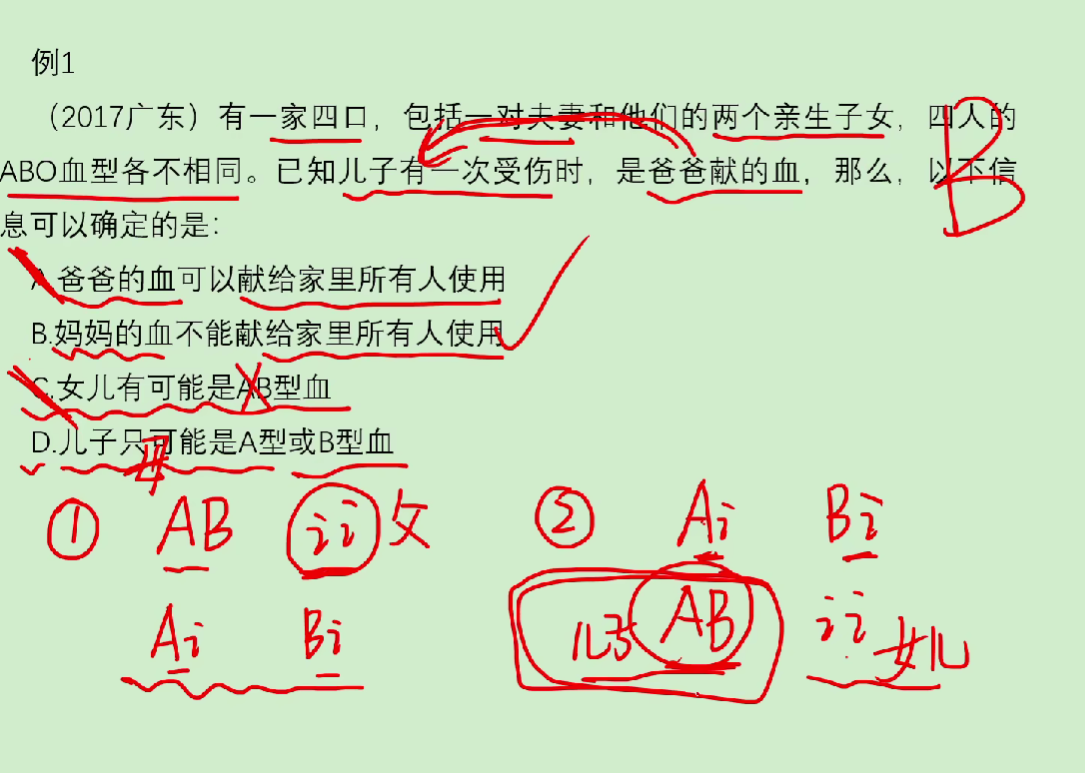 例1
（2017广东）有一家四口，包括一对夫妻和他们的两个亲生子女，四人的
ABO血型各不相同。已知儿子有一次受伤时，是爸爸献的血，那么，以下信
息可以确定的是：
B
A.爸爸的血可以献给家里所有人使用
B.妈妈的血不能献给家里所有人使用
C.女儿有可能是AB型血
D.儿子只可能是A型或B型血
母
① AB ii 父 ② Ai Bi
Ai Bi 儿子 AB ii 女儿